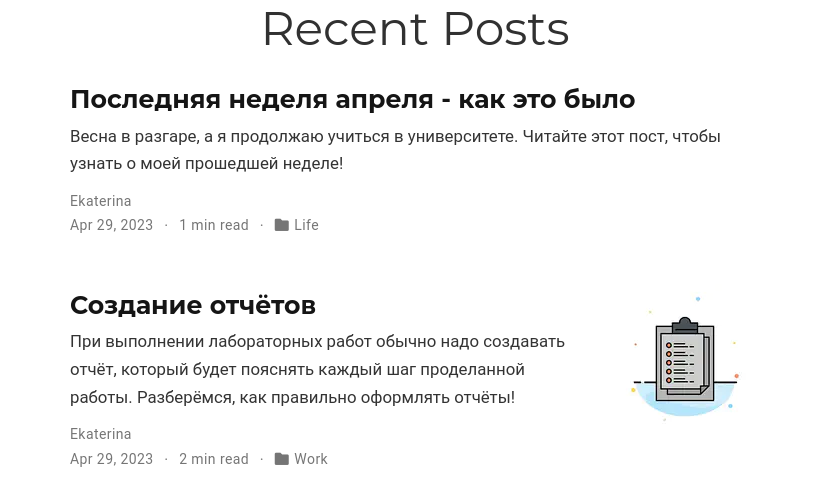 Recent Posts
Последняя неделя апреля - как это было
Весна в разгаре, а я продолжаю учиться в университете. Читайте этот пост, чтобы
узнать о моей прошедшей неделе!
Ekaterina
Apr 29, 2023 · 1 min read · Life
Создание отчётов
При выполнении лабораторных работ обычно надо создавать
отчёт, который будет пояснять каждый шаг проделанной
работы. Разберёмся, как правильно оформлять отчёты!
Ekaterina
Apr 29, 2023 · 2 min read · Work